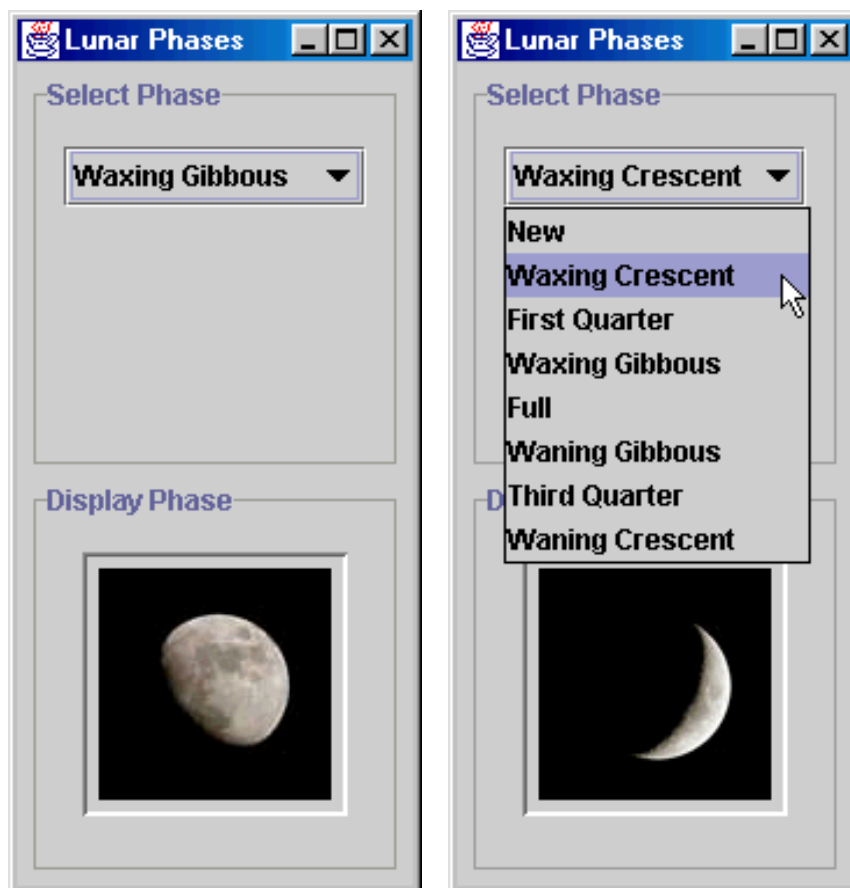 Lunar Phases
Select Phase
Waxing Gibbous
Display Phase
Lunar Phases
Select Phase
Waxing Crescent
New
Waxing Crescent
First Quarter
Waxing Gibbous
Full
Waning Gibbous
Third Quarter
Waning Crescent
D